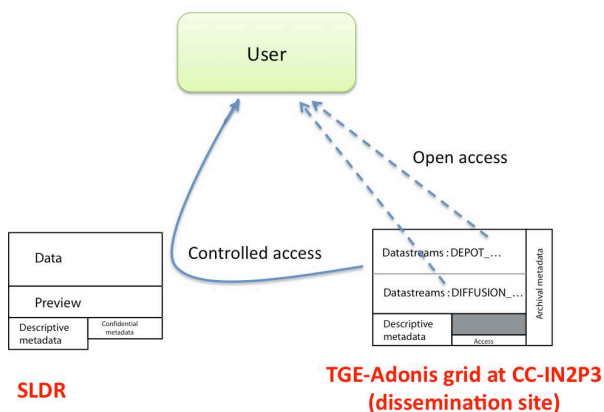 User
Open access
Controlled access
Data
Preview
Descriptive
metadata
Confidential
metadata
SLDR
Datastreams : DEPOT_...
Datastreams : DIFFUSION_...
Descriptive
metadata
Access
Archival metadata
TGE-Adonis grid at CC-IN2P3
(dissemination site)